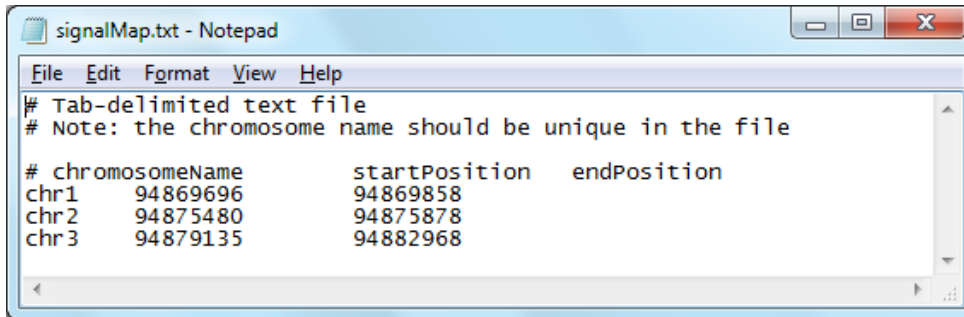 signalMap.txt - Notepad
File Edit Format View Help
# Tab-delimited text file
# Note: the chromosome name should be unique in the file
# chromosomeName startPosition endPosition
chr1 94869696 94869858
chr2 94875480 94875878
chr3 94879135 94882968